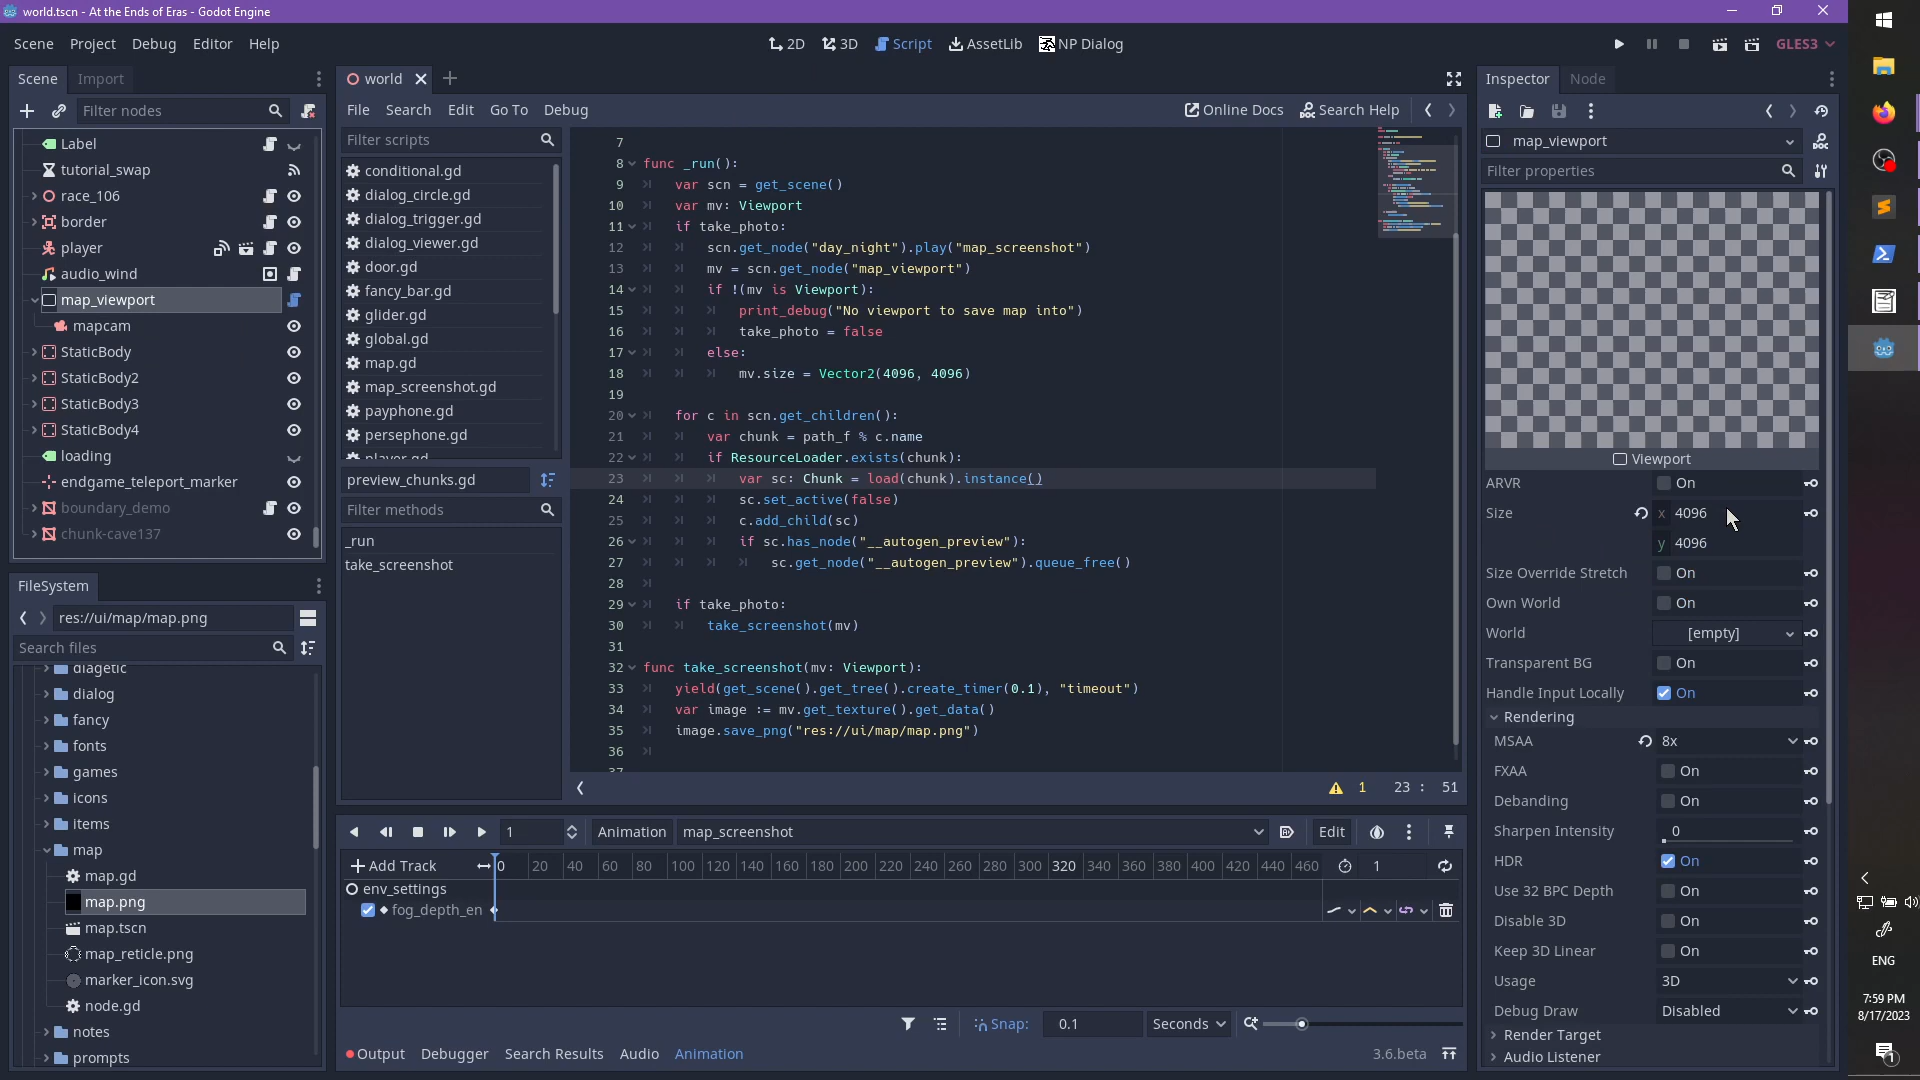 world.tscn - At the Ends of Eras - Godot Engine
Scene Project Debug Editor Help
2D 3D Script AssetLib NP Dialog
GLES3
Scene Import
Filter nodes
Label
tutorial_swap
race_106
border
player
audio_wind
map_viewport
mapcam
StaticBody
StaticBody2
StaticBody3
StaticBody4
loading
endgame_teleport_marker
boundary_demo
chunk-cave137
FileSystem
res://ui/map/map.png
Search files
diagetic
dialog
fancy
fonts
games
icons
items
map
map.gd
map.png
map.tscn
map_reticle.png
marker_icon.svg
node.gd
notes
prompts
world
File Search Edit Go To Debug
Online Docs Search Help
Filter scripts
conditional.gd
dialog_circle.gd
dialog_trigger.gd
dialog_viewer.gd
door.gd
fancy_bar.gd
glider.gd
global.gd
map.gd
map_screenshot.gd
payphone.gd
persephone.gd
player.gd
preview_chunks.gd
Filter methods
_run
take_screenshot
7
8 func _run():
9 var scn = get_scene()
10 var mv: Viewport
11 if take_photo:
12 scn.get_node("day_night").play("map_screenshot")
13 mv = scn.get_node("map_viewport")
14 if !(mv is Viewport):
15 print_debug("No viewport to save map into")
16 take_photo = false
17 else:
18 mv.size = Vector2(4096, 4096)
19
20 for c in scn.get_children():
21 var chunk = path_f % c.name
22 if ResourceLoader.exists(chunk):
23 var sc: Chunk = load(chunk).instance()
24 sc.set_active(false)
25 c.add_child(sc)
26 if sc.has_node("__autogen_preview"):
27 sc.get_node("__autogen_preview").queue_free()
28
29 if take_photo:
30 take_screenshot(mv)
31
32 func take_screenshot(mv: Viewport):
33 yield(get_scene().get_tree().create_timer(0.1), "timeout")
34 var image := mv.get_texture().get_data()
35 image.save_png("res://ui/map/map.png")
36
37
1 23 : 51
1 Animation map_screenshot Edit
Add Track 0 20 40 60 80 100 120 140 160 180 200 220 240 260 280 300 320 340 360 380 400 420 440 460 1
env_settings
fog_depth_en
Snap: 0.1 Seconds
Output Debugger Search Results Audio Animation 3.6.beta
Inspector Node
map_viewport
Filter properties
Viewport
ARVR On
Size x 4096
y 4096
Size Override Stretch On
Own World On
World [empty]
Transparent BG On
Handle Input Locally On
Rendering
MSAA 8x
FXAA On
Debanding On
Sharpen Intensity 0
HDR On
Use 32 BPC Depth On
Disable 3D On
Keep 3D Linear On
Usage 3D
Debug Draw Disabled
Render Target
Audio Listener
ENG
7:59 PM
8/17/2023
1